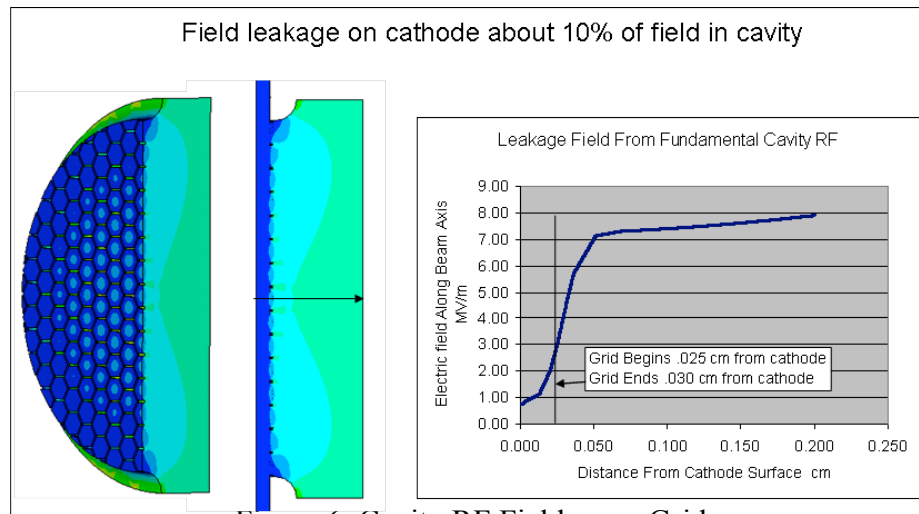 Field leakage on cathode about 10% of field in cavity
Leakage Field From Fundamental Cavity RF
Electric field Along Beam Axis
MV/m
9.00
8.00
7.00
6.00
5.00
4.00
3.00
2.00
1.00
0.00
Grid Begins .025 cm from cathode
Grid Ends .030 cm from cathode
0.000
0.050
0.100
0.150
0.200
0.250
Distance From Cathode Surface cm